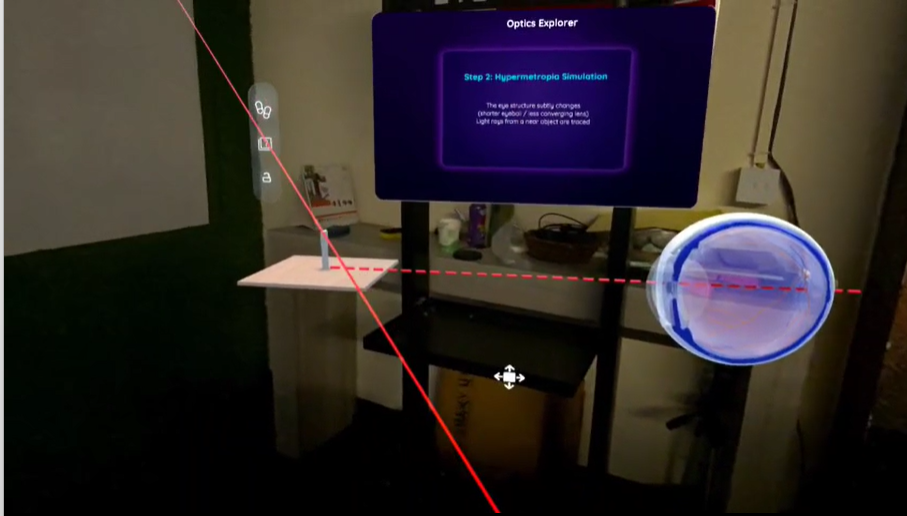 Optics Explorer
Step 2: Hypermetropia Simulation
The eye structure subtly changes
(shorter eyeball / less converging lens)
Light rays from a near object are traced